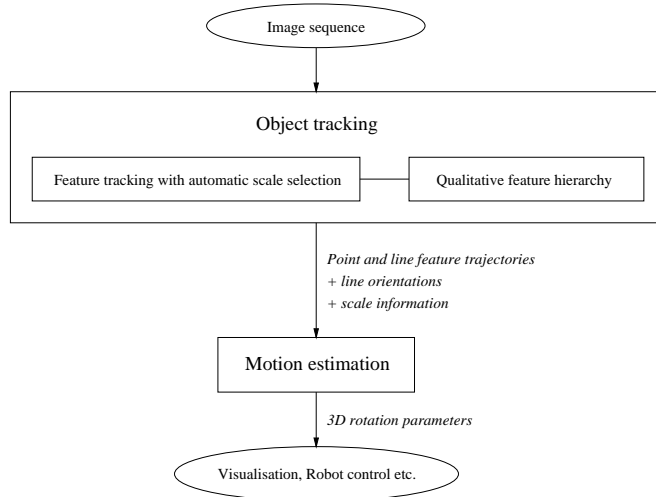 Image sequence
Object tracking
Feature tracking with automatic scale selection
Qualitative feature hierarchy
Point and line feature trajectories
+ line orientations
+ scale information
Motion estimation
3D rotation parameters
Visualisation, Robot control etc.